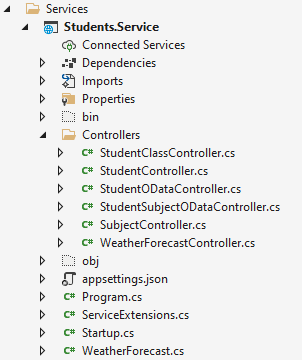 Services
Students.Service
Connected Services
Dependencies
Imports
Properties
bin
Controllers
C# StudentClassController.cs
C# StudentController.cs
C# StudentODataController.cs
C# StudentSubjectODataController.cs
C# SubjectController.cs
C# WeatherForecastController.cs
obj
appsettings.json
C# Program.cs
C# ServiceExtensions.cs
C# Startup.cs
C# WeatherForecast.cs